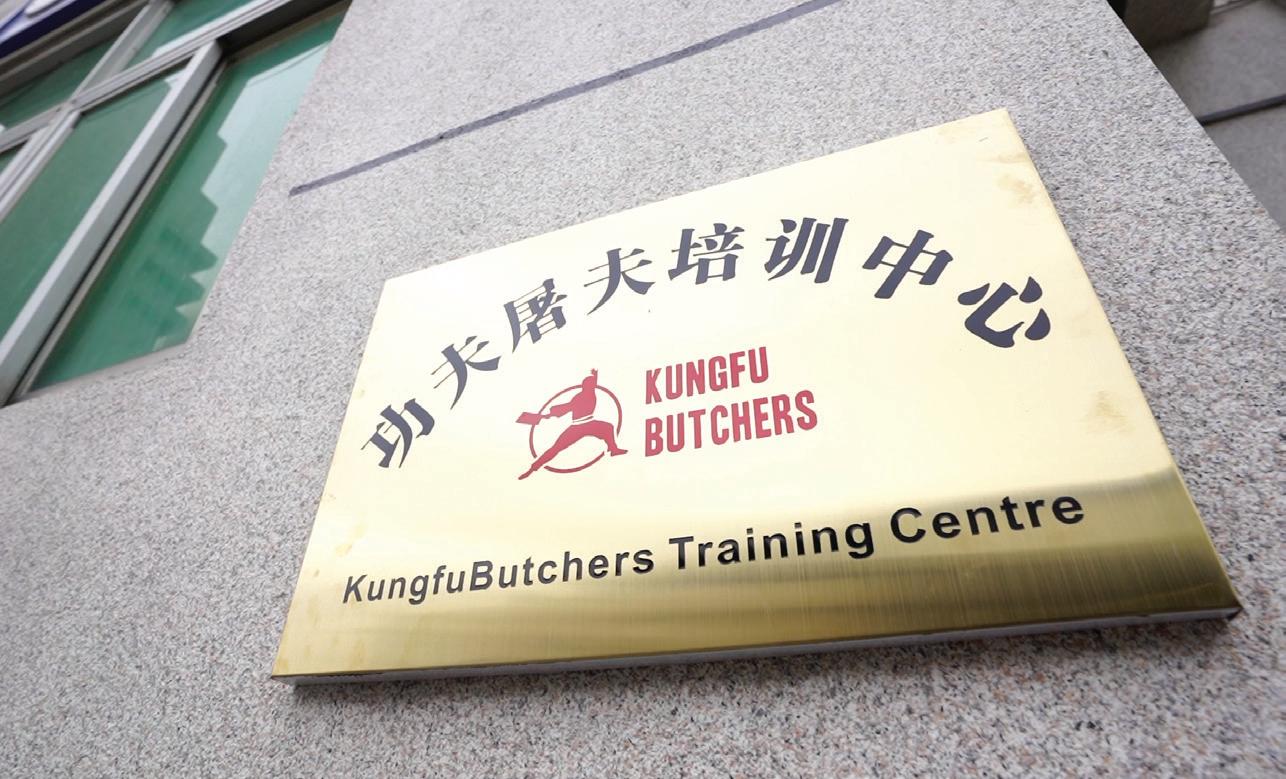 功夫屠夫培训中心
KUNGFU
BUTCHERS
KungfuButchers Training Centre